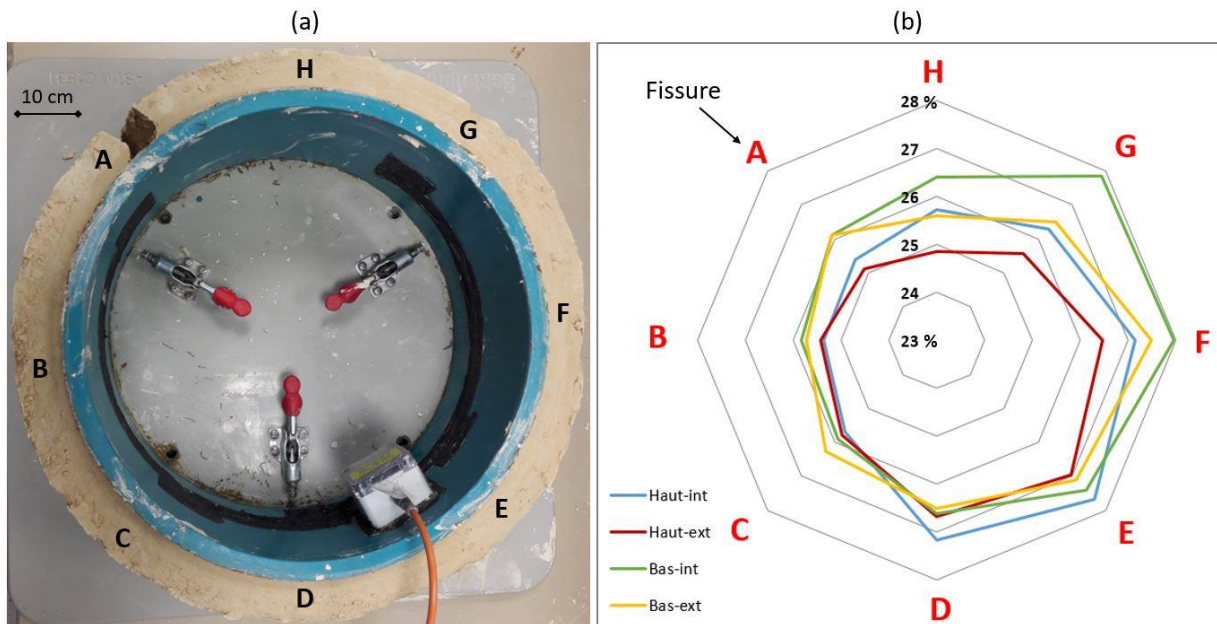 (a)
(b)
H
10 cm
G
A
F
B
E
C
D
H
28 %
Fissure
A
G
27
26
25
24
B
23 %
F
Haut-int
Haut-ext
C
E
Bas-int
D
Bas-ext